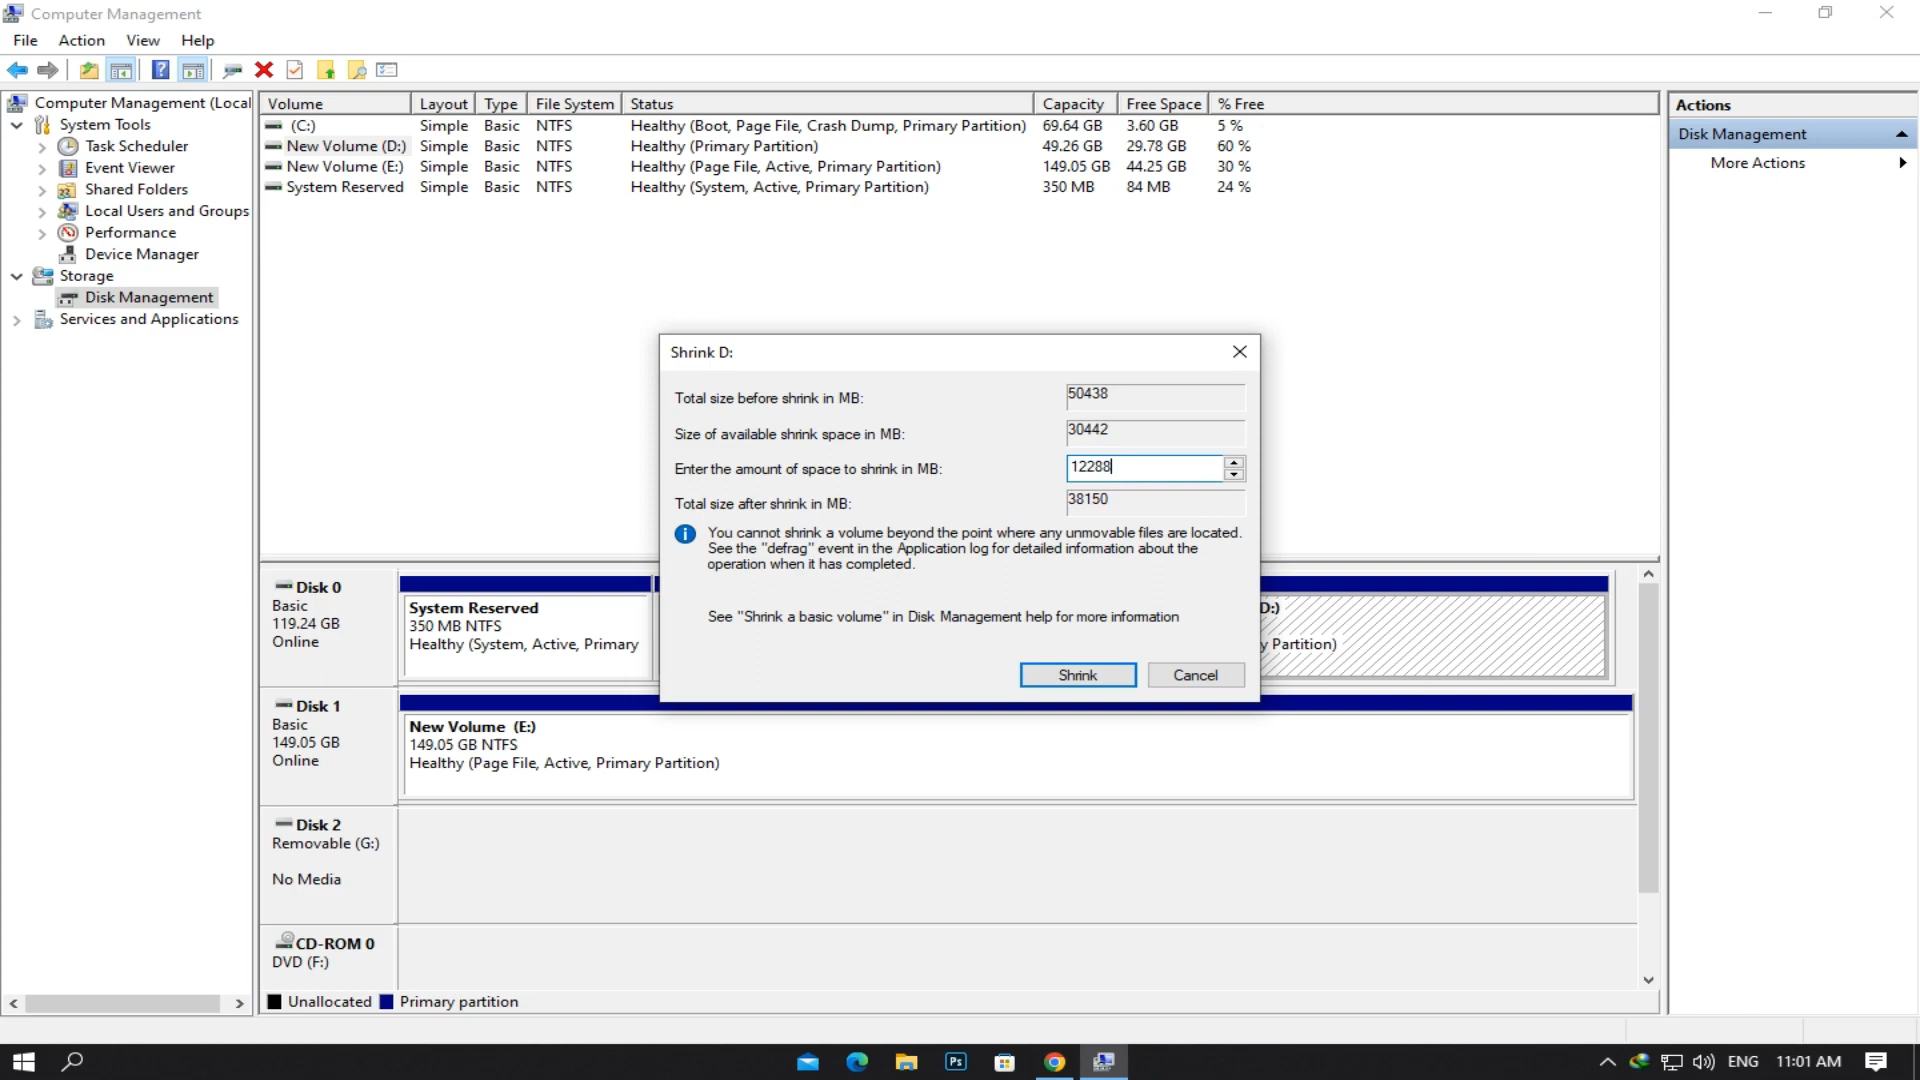 Computer Management
File Action View Help
Computer Management (Local
System Tools
Task Scheduler
Event Viewer
Shared Folders
Local Users and Groups
Performance
Device Manager
Storage
Disk Management
Services and Applications
Volume Layout Type File System Status Capacity Free Space % Free
(C:) Simple Basic NTFS Healthy (Boot, Page File, Crash Dump, Primary Partition) 69.64 GB 3.60 GB 5 %
New Volume (D:) Simple Basic NTFS Healthy (Primary Partition) 49.26 GB 29.78 GB 60 %
New Volume (E:) Simple Basic NTFS Healthy (Page File, Active, Primary Partition) 149.05 GB 44.25 GB 30 %
System Reserved Simple Basic NTFS Healthy (System, Active, Primary Partition) 350 MB 84 MB 24 %
Actions
Disk Management
More Actions
Shrink D:
Total size before shrink in MB: 50438
Size of available shrink space in MB: 30442
Enter the amount of space to shrink in MB: 12288
Total size after shrink in MB: 38150
You cannot shrink a volume beyond the point where any unmovable files are located.
See the "defrag" event in the Application log for detailed information about the
operation when it has completed.
See "Shrink a basic volume" in Disk Management help for more information
Shrink Cancel
Disk 0
Basic
119.24 GB
Online
System Reserved
350 MB NTFS
Healthy (System, Active, Primary
D:)
y Partition)
Disk 1
Basic
149.05 GB
Online
New Volume (E:)
149.05 GB NTFS
Healthy (Page File, Active, Primary Partition)
Disk 2
Removable (G:)
No Media
CD-ROM 0
DVD (F:)
Unallocated Primary partition
Ps
ENG 11:01 AM